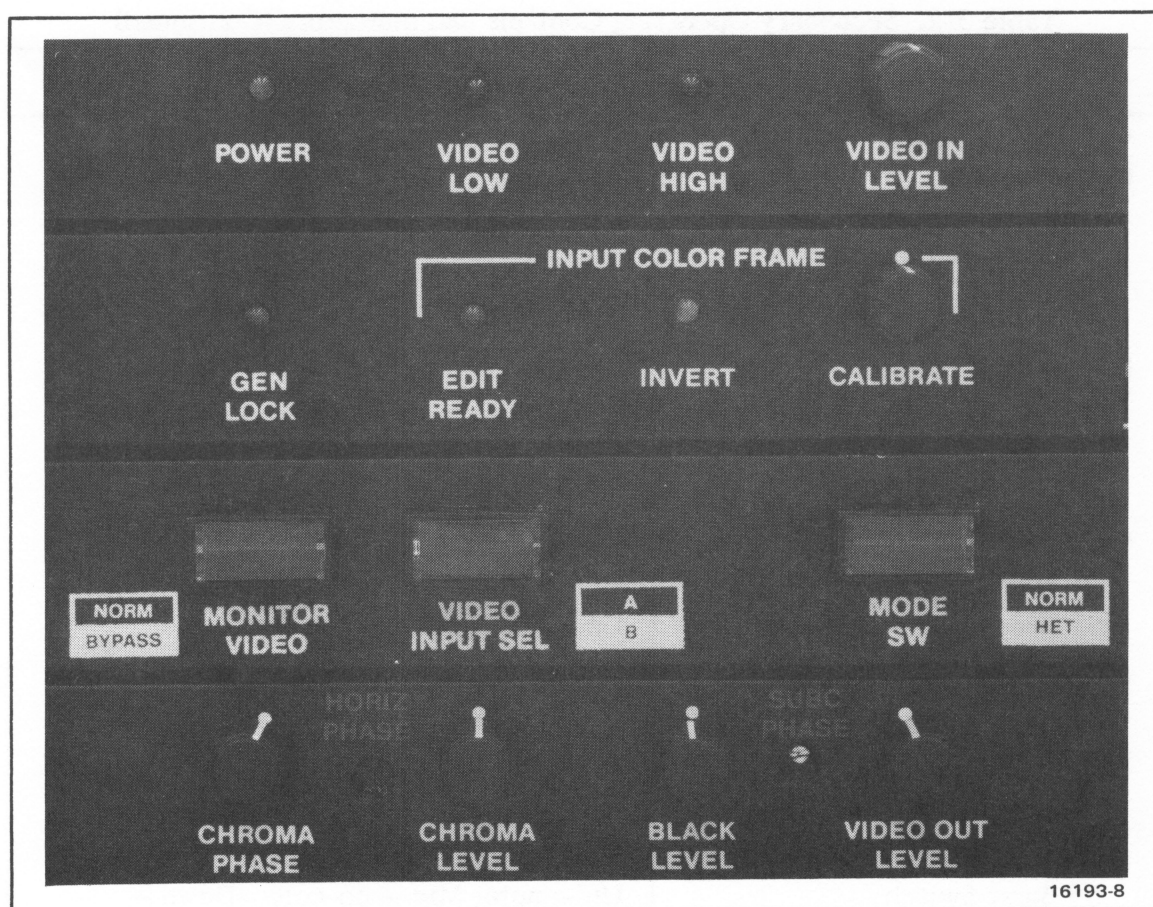 POWER
VIDEO
LOW
VIDEO
HIGH
VIDEO IN
LEVEL
INPUT COLOR FRAME
GEN
LOCK
EDIT
READY
INVERT
CALIBRATE
NORM
BYPASS
MONITOR
VIDEO
VIDEO
INPUT SEL
A
B
MODE
SW
NORM
HET
HORIZ
PHASE
SUBC
PHASE
CHROMA
PHASE
CHROMA
LEVEL
BLACK
LEVEL
VIDEO OUT
LEVEL
16193-8